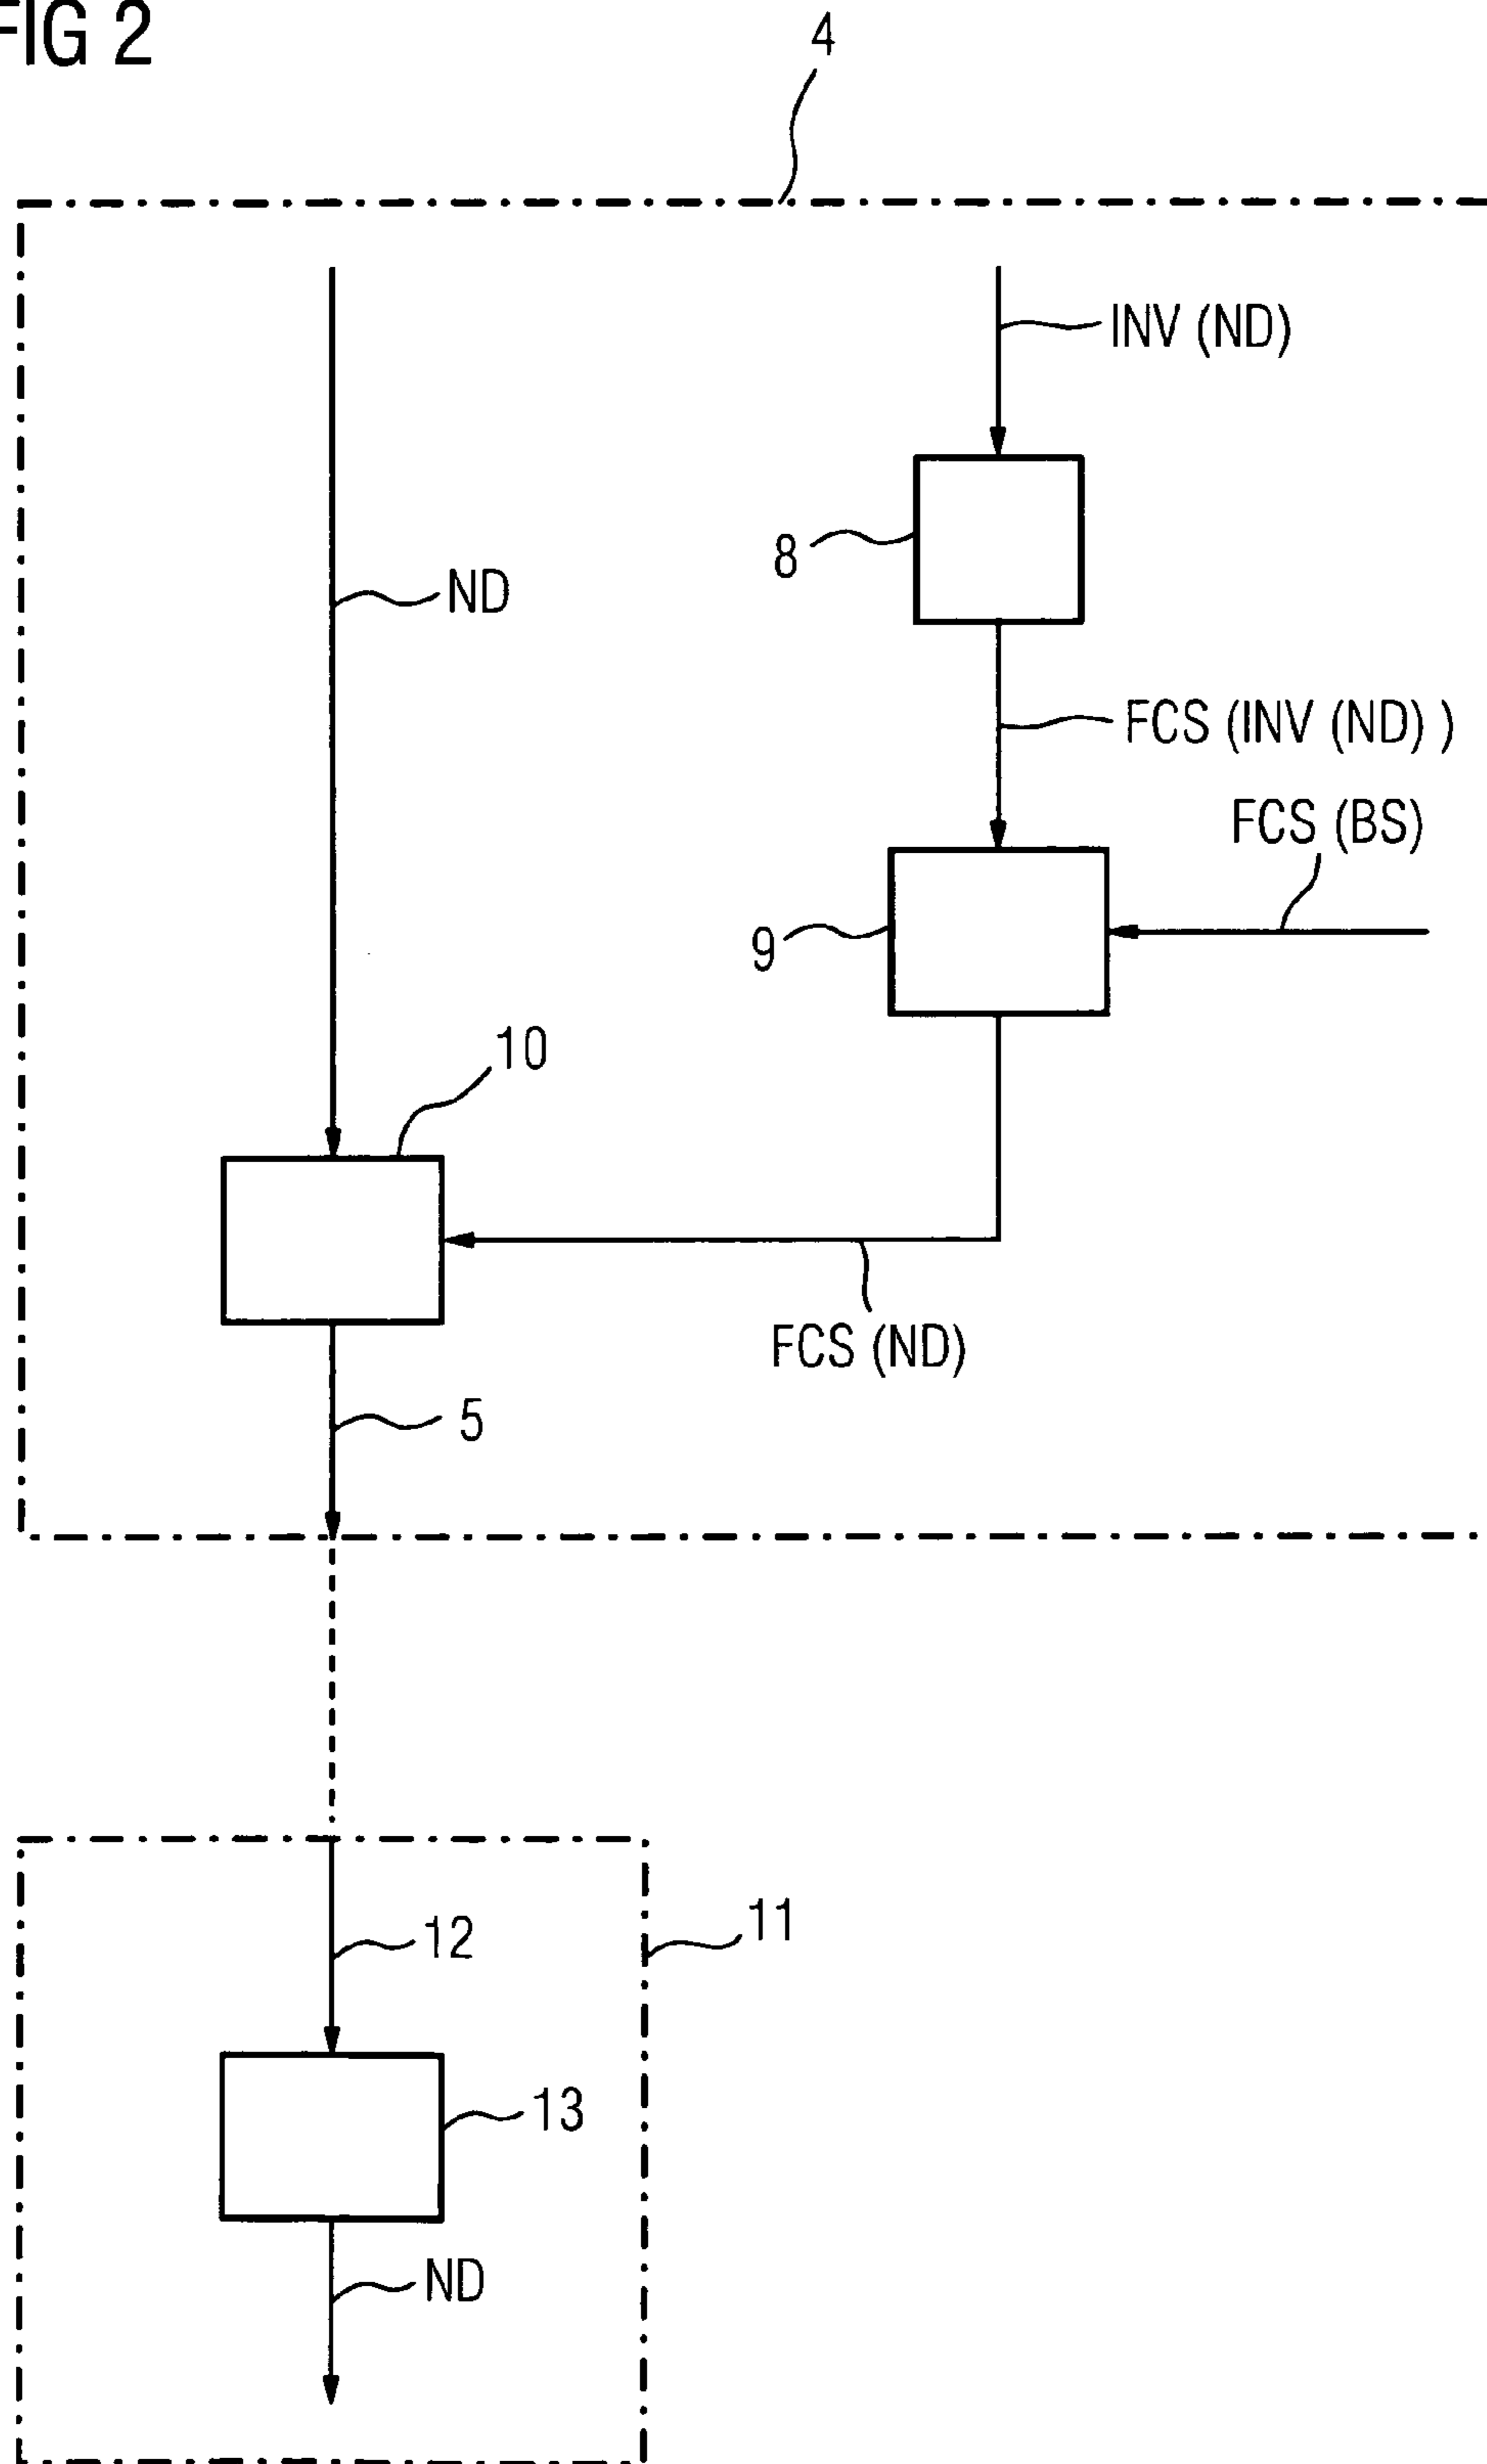 FIG 2
4
INV (ND)
8
ND
FCS (INV (ND) )
FCS (BS)
9
10
FCS (ND)
5
11
12
13
ND